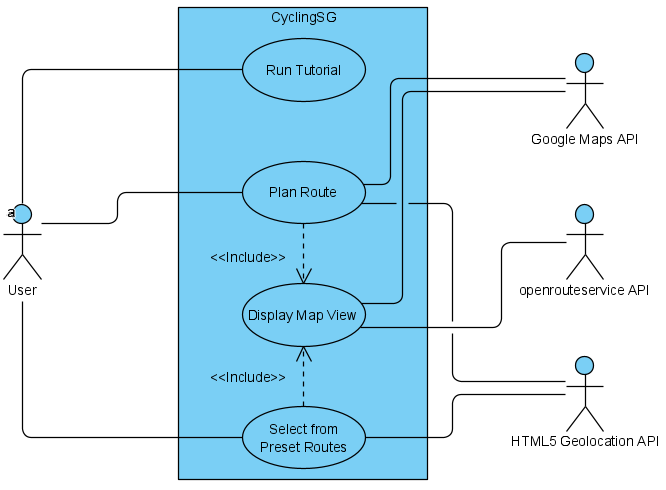 CyclingSG
Run Tutorial
Google Maps API
Plan Route
a
User
<<Include>>
openrouteservice API
Display Map View
<<Include>>
Select from
Preset Routes
HTML5 Geolocation API